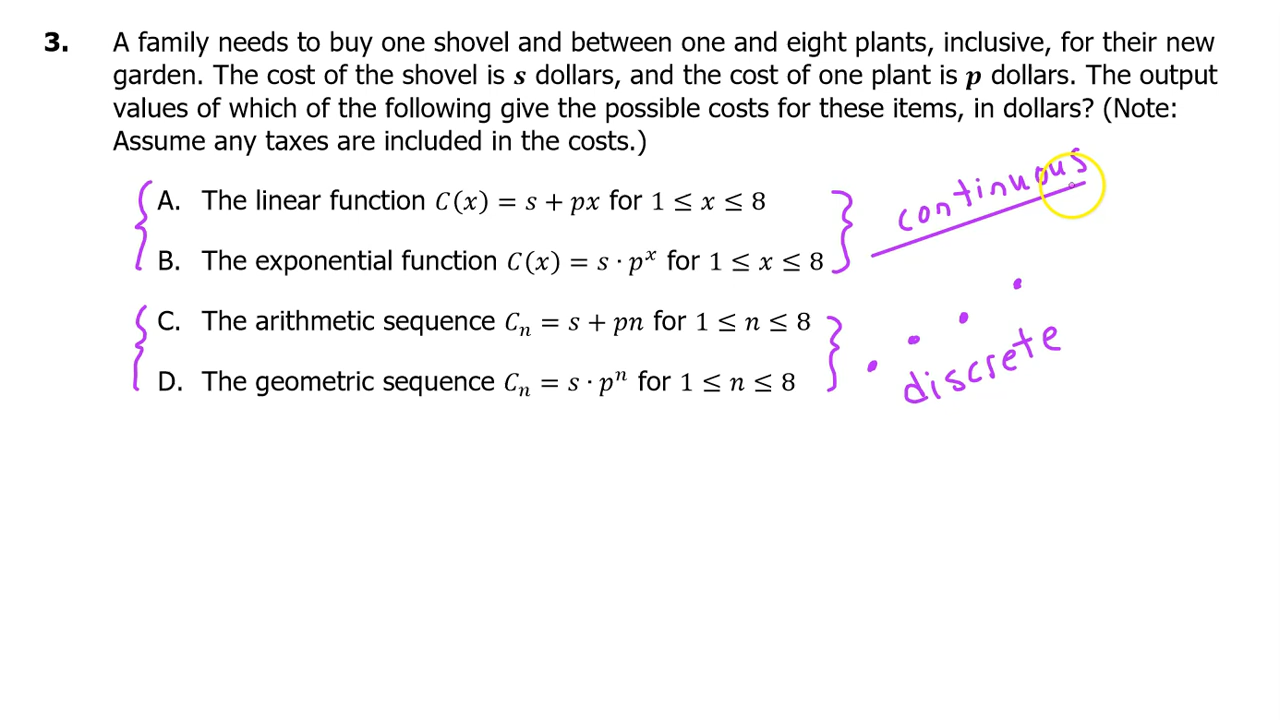 3. A family needs to buy one shovel and between one and eight plants, inclusive, for their new
garden. The cost of the shovel is s dollars, and the cost of one plant is p dollars. The output
values of which of the following give the possible costs for these items, in dollars? (Note:
Assume any taxes are included in the costs.)
A. The linear function C(x) = s + px for 1 ≤ x ≤ 8
B. The exponential function C(x) = s · pˣ for 1 ≤ x ≤ 8
continuous
C. The arithmetic sequence Cₙ = s + pn for 1 ≤ n ≤ 8
D. The geometric sequence Cₙ = s · pⁿ for 1 ≤ n ≤ 8
discrete